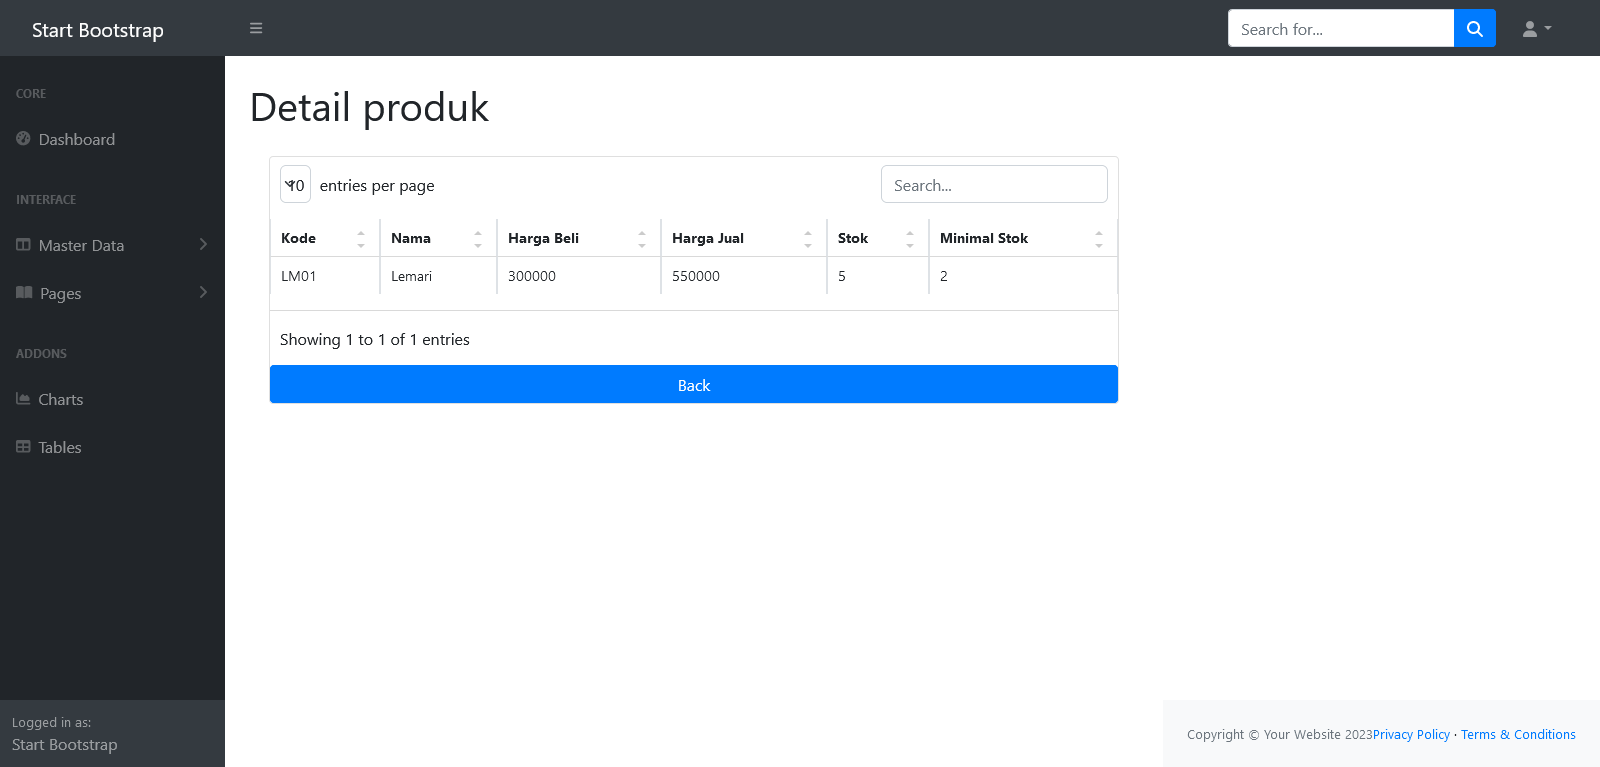 Start Bootstrap
Search for...
CORE
Dashboard
INTERFACE
Master Data
Pages
ADDONS
Charts
Tables
Logged in as:
Start Bootstrap
Detail produk
10 entries per page
Search...
Kode Nama Harga Beli Harga Jual Stok Minimal Stok
LM01 Lemari 300000 550000 5 2
Showing 1 to 1 of 1 entries
Back
Copyright © Your Website 2023Privacy Policy · Terms & Conditions